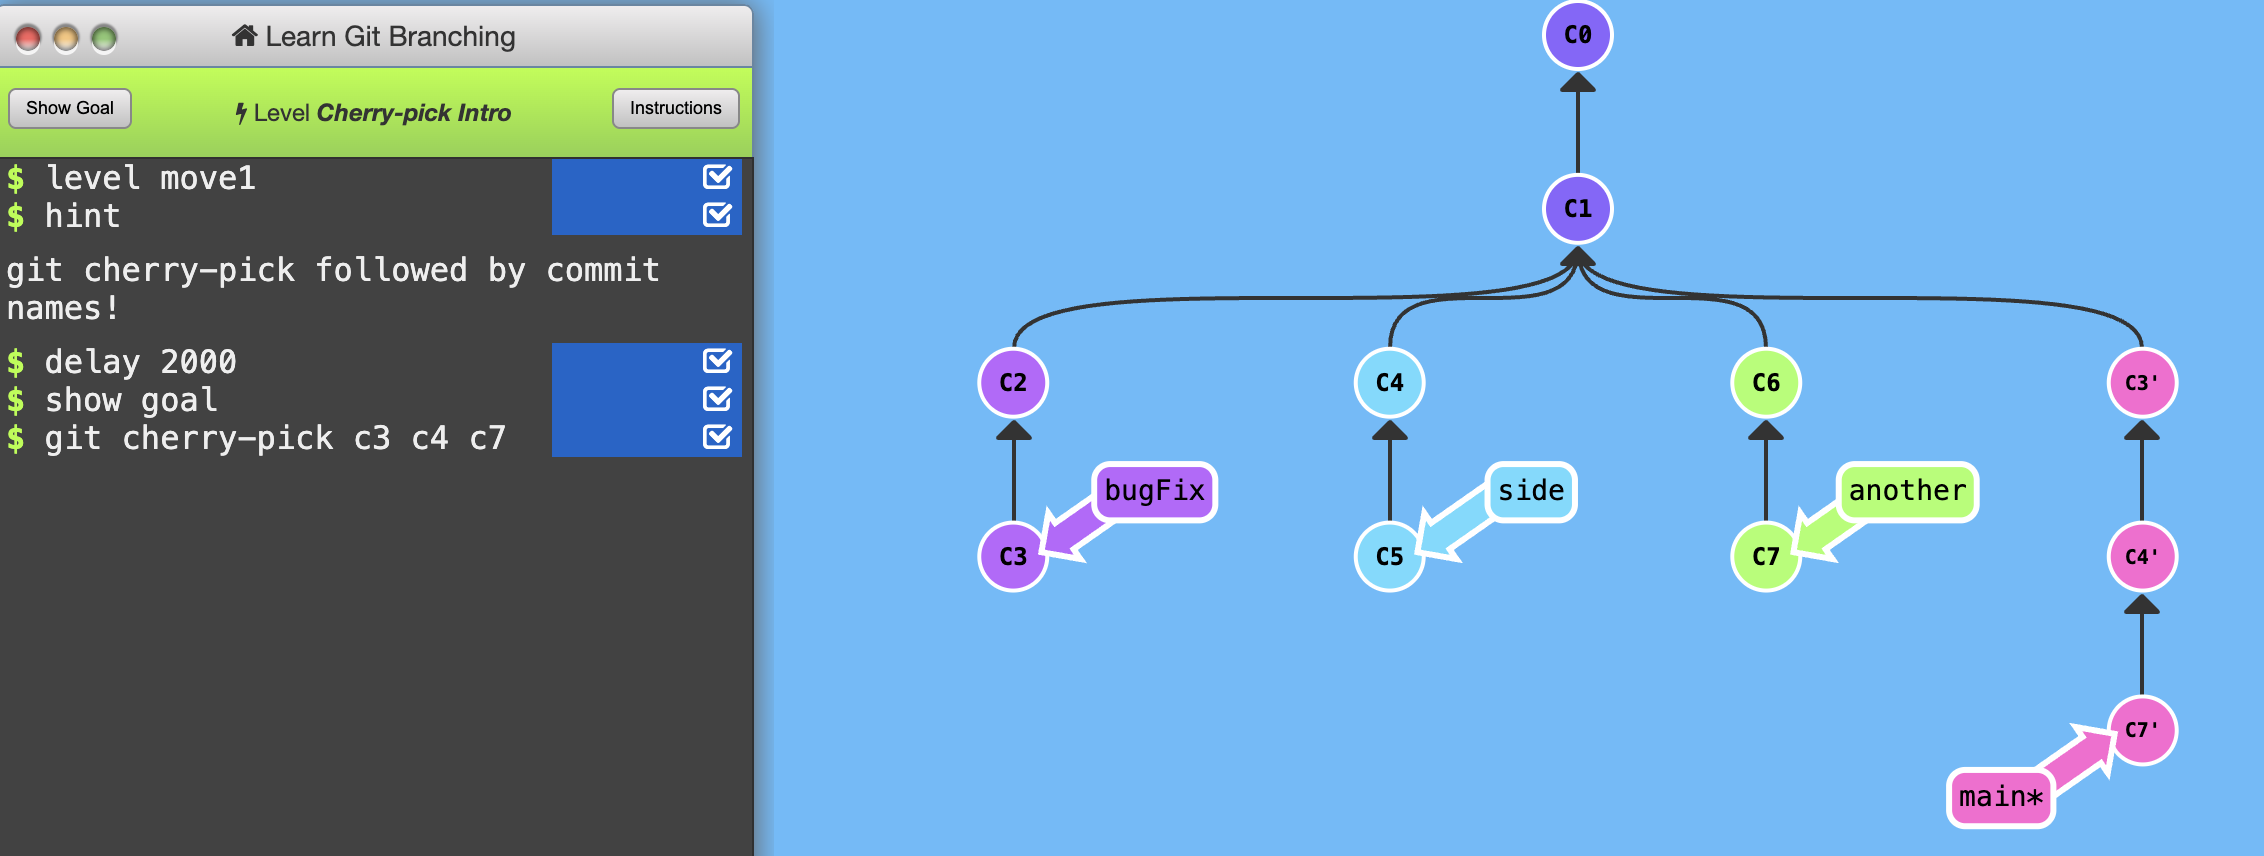 Learn Git Branching
Show Goal
Level Cherry-pick Intro
Instructions
$ level move1
$ hint
git cherry-pick followed by commit
names!
$ delay 2000
$ show goal
$ git cherry-pick c3 c4 c7
C0
C1
C2
C4
C6
C3'
bugFix
side
another
C3
C5
C7
C4'
C7'
main*